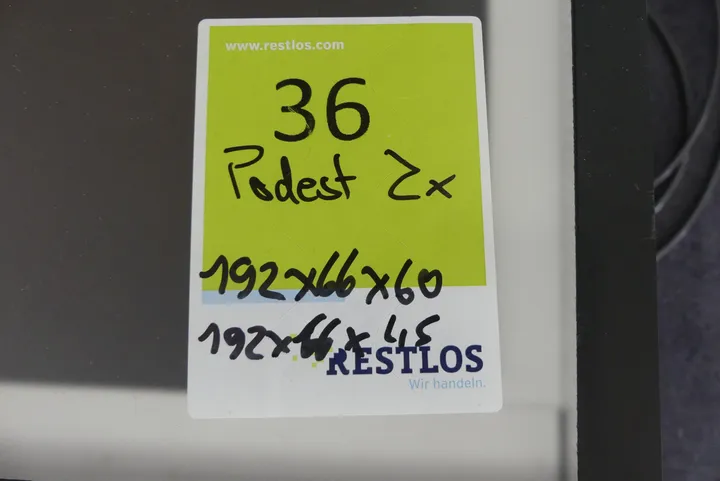 www.restlos.com
36
Podest 2x
192x66x60
192x66x45
RESTLOS
Wir handeln.